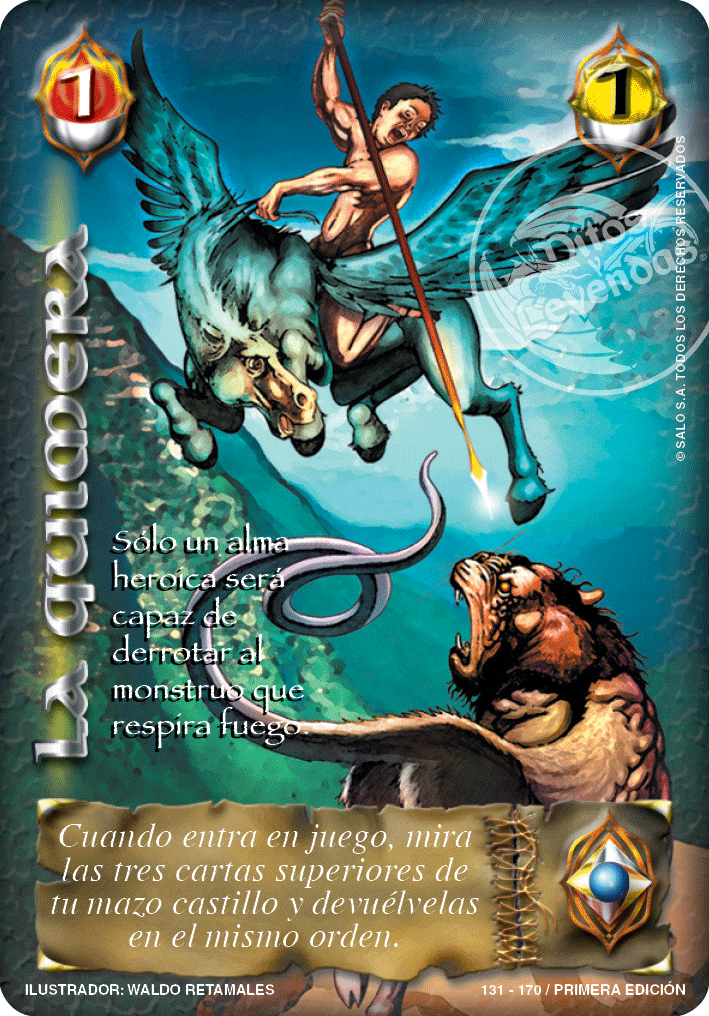 1
1
Mitos y
Leyendas
© SALO S.A. TODOS LOS DERECHOS RESERVADOS
LA QUIMERA
Sólo un alma
heroica será
capaz de
derrotar al
monstruo que
respira fuego.
Cuando entra en juego, mira
las tres cartas superiores de
tu mazo castillo y devuélvelas
en el mismo orden.
ILUSTRADOR: WALDO RETAMALES
131 - 170 / PRIMERA EDICIÓN